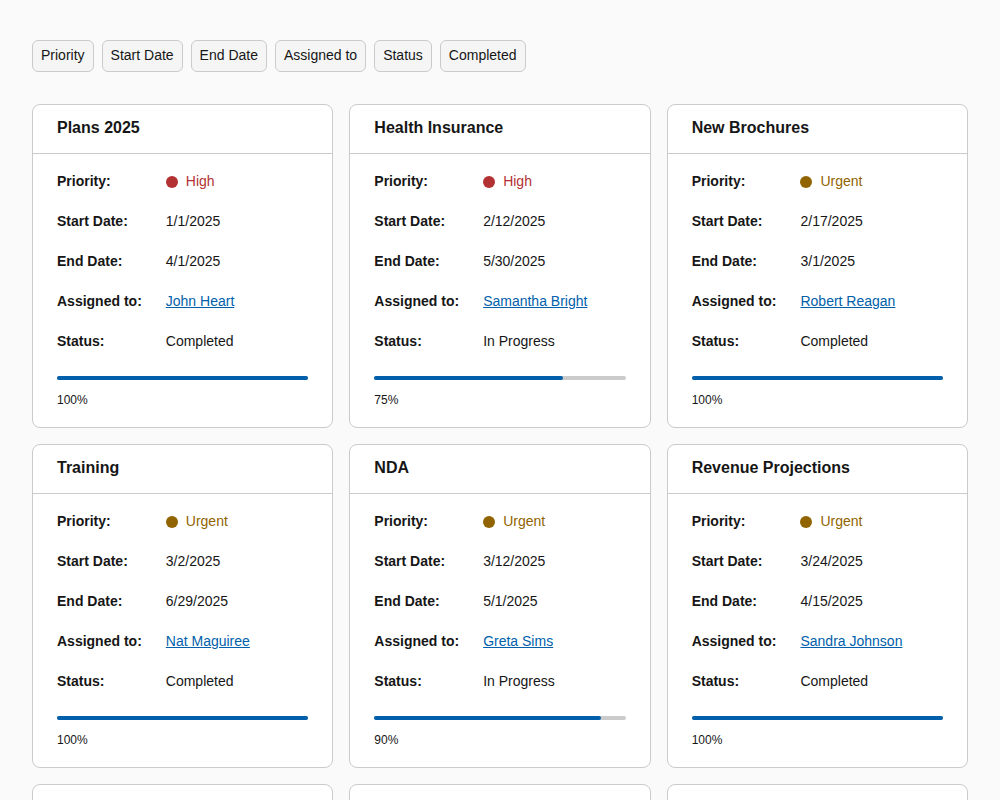 Priority Start Date End Date Assigned to Status Completed
Plans 2025
Priority: High
Start Date: 1/1/2025
End Date: 4/1/2025
Assigned to: John Heart
Status: Completed
100%
Health Insurance
Priority: High
Start Date: 2/12/2025
End Date: 5/30/2025
Assigned to: Samantha Bright
Status: In Progress
75%
New Brochures
Priority: Urgent
Start Date: 2/17/2025
End Date: 3/1/2025
Assigned to: Robert Reagan
Status: Completed
100%
Training
Priority: Urgent
Start Date: 3/2/2025
End Date: 6/29/2025
Assigned to: Nat Maguiree
Status: Completed
100%
NDA
Priority: Urgent
Start Date: 3/12/2025
End Date: 5/1/2025
Assigned to: Greta Sims
Status: In Progress
90%
Revenue Projections
Priority: Urgent
Start Date: 3/24/2025
End Date: 4/15/2025
Assigned to: Sandra Johnson
Status: Completed
100%